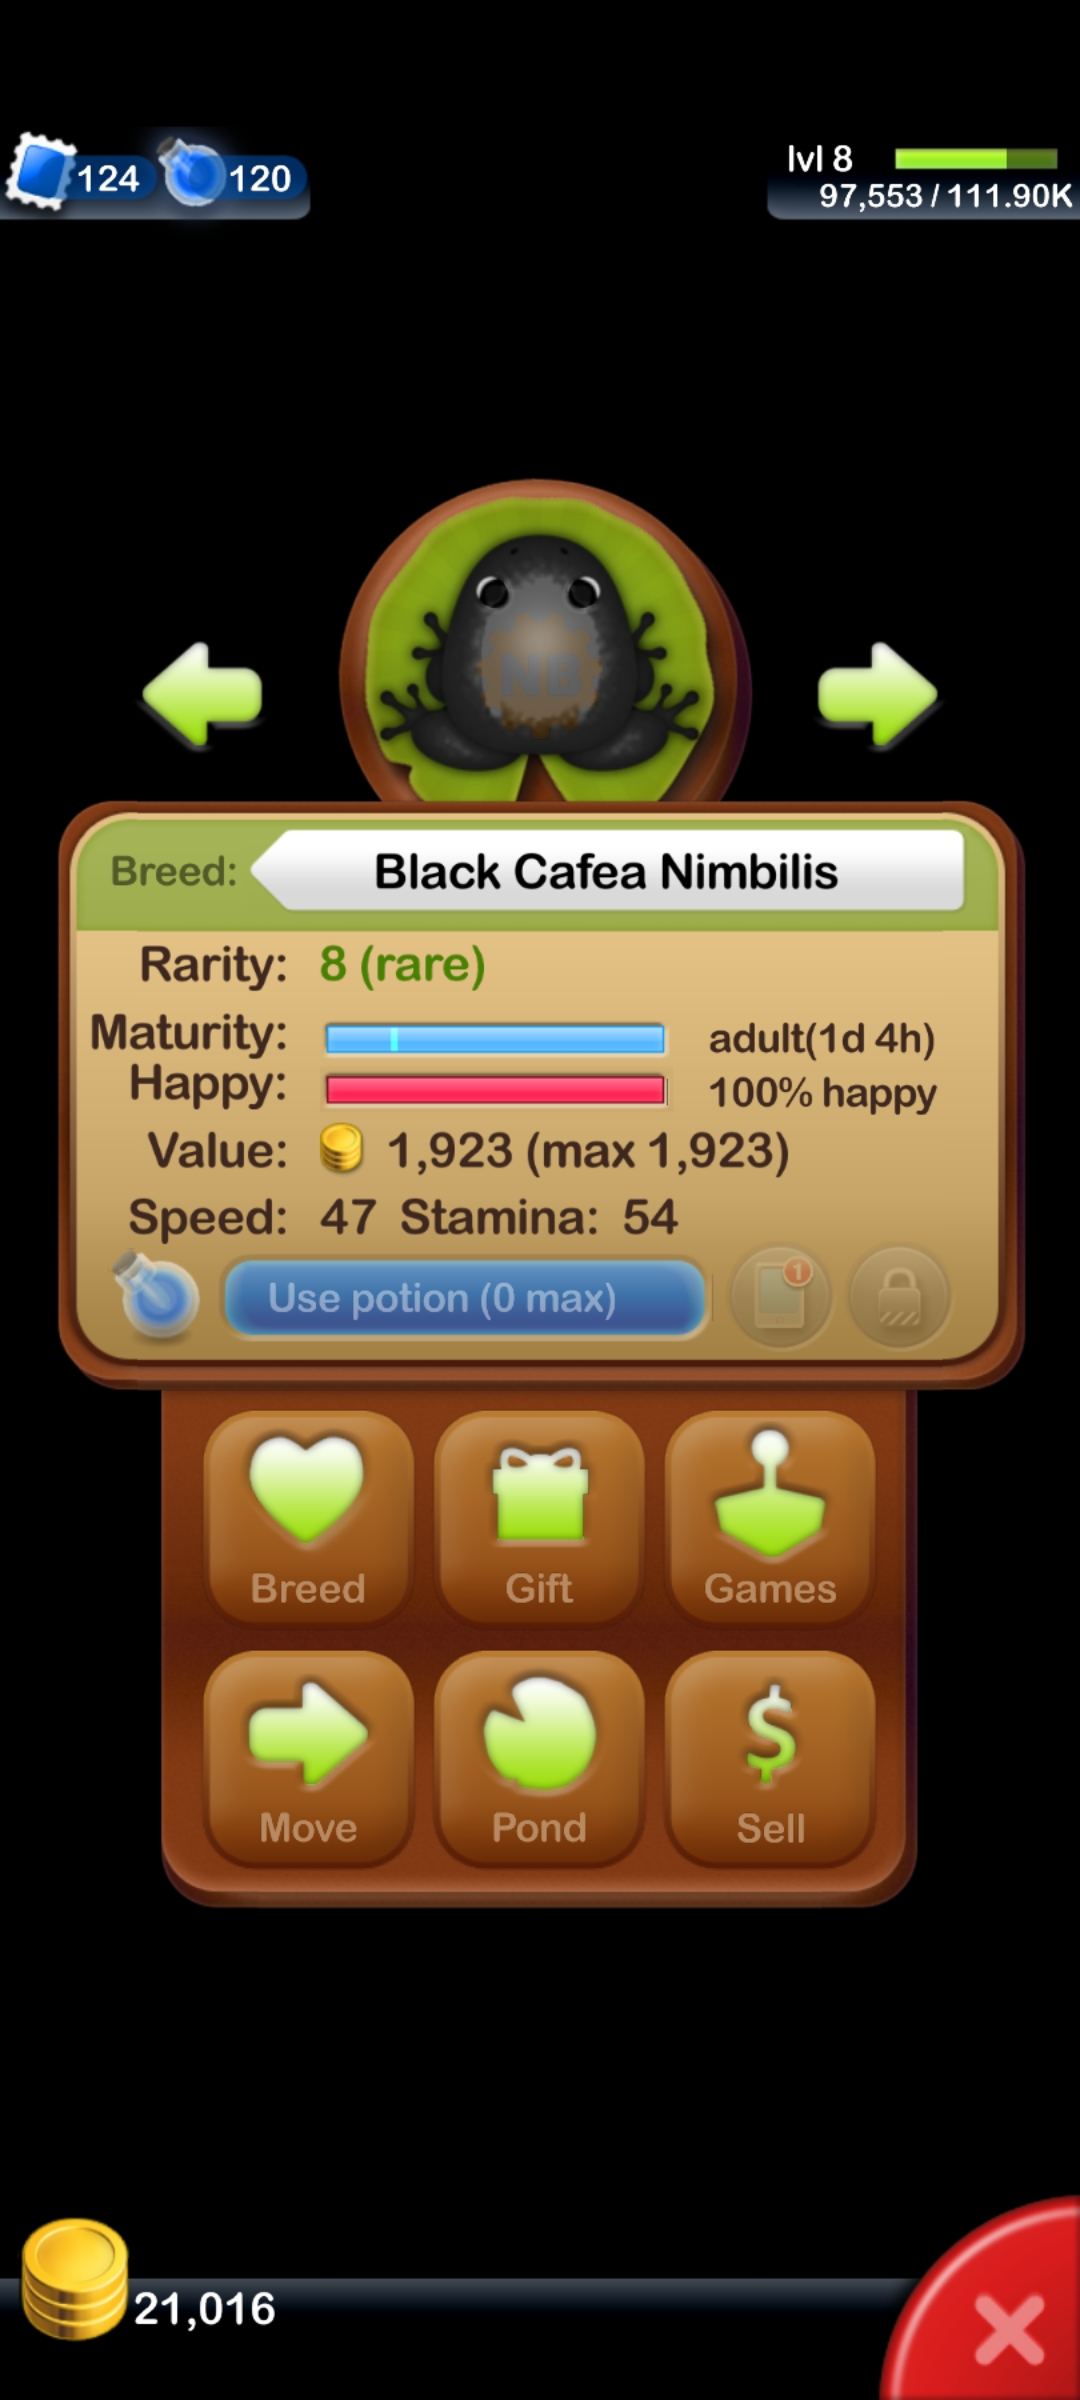 124 120
lvl 8
97,553 / 111.90K
NB
Breed: Black Cafea Nimbilis
Rarity: 8 (rare)
Maturity: adult(1d 4h)
Happy: 100% happy
Value: 1,923 (max 1,923)
Speed: 47 Stamina: 54
Use potion (0 max) 1
Breed Gift Games
$
Move Pond Sell
21,016